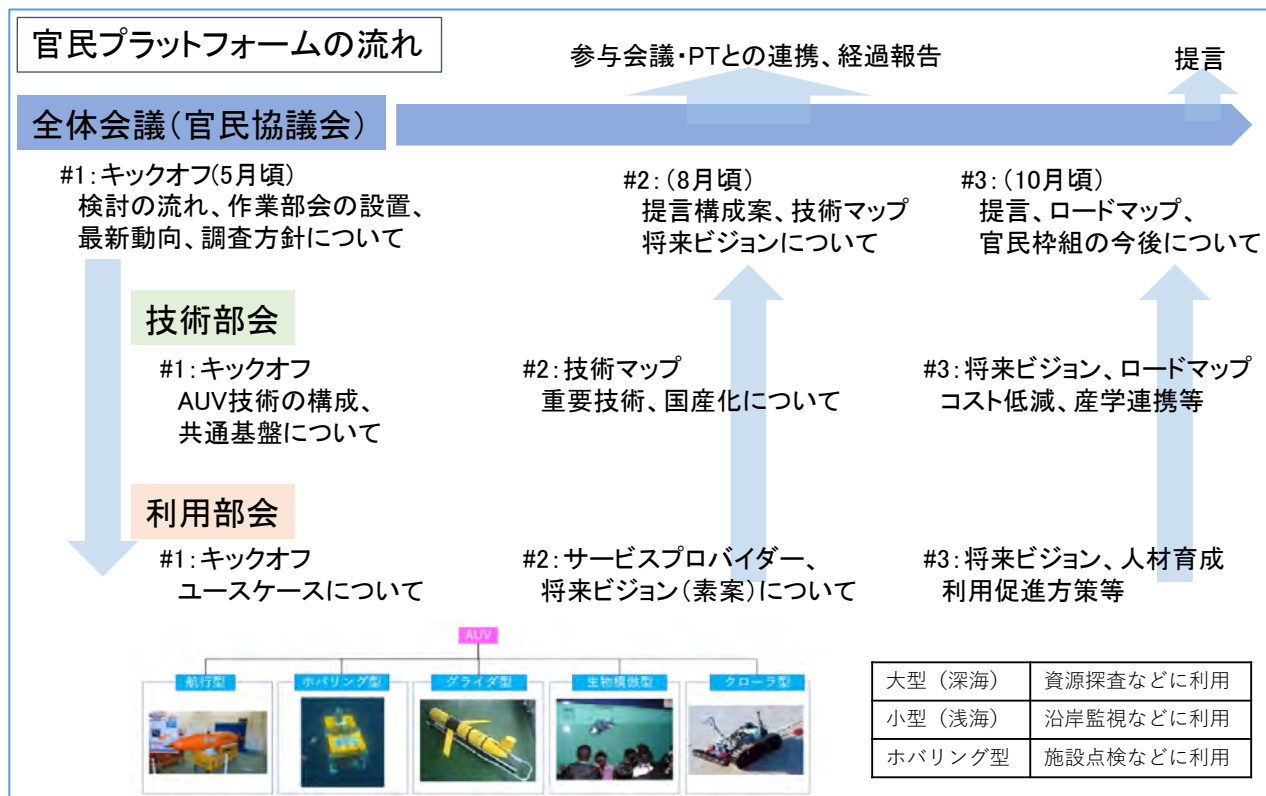 官民プラットフォームの流れ
参与会議・PTとの連携、経過報告
提言
全体会議(官民協議会)
#1:キックオフ(5月頃)
検討の流れ、作業部会の設置、
最新動向、調査方針について
#2:(8月頃)
提言構成案、技術マップ
将来ビジョンについて
#3:(10月頃)
提言、ロードマップ、
官民枠組の今後について
技術部会
#1:キックオフ
AUV技術の構成、
共通基盤について
#2:技術マップ
重要技術、国産化について
#3:将来ビジョン、ロードマップ
コスト低減、産学連携等
利用部会
#1:キックオフ
ユースケースについて
#2:サービスプロバイダー、
将来ビジョン(素案)について
#3:将来ビジョン、人材育成
利用促進方策等
AUV
航行型
ホバリング型
グライダ型
生物模倣型
クローラ型
大型(深海) 資源探査などに利用
小型(浅海) 沿岸監視などに利用
ホバリング型 施設点検などに利用